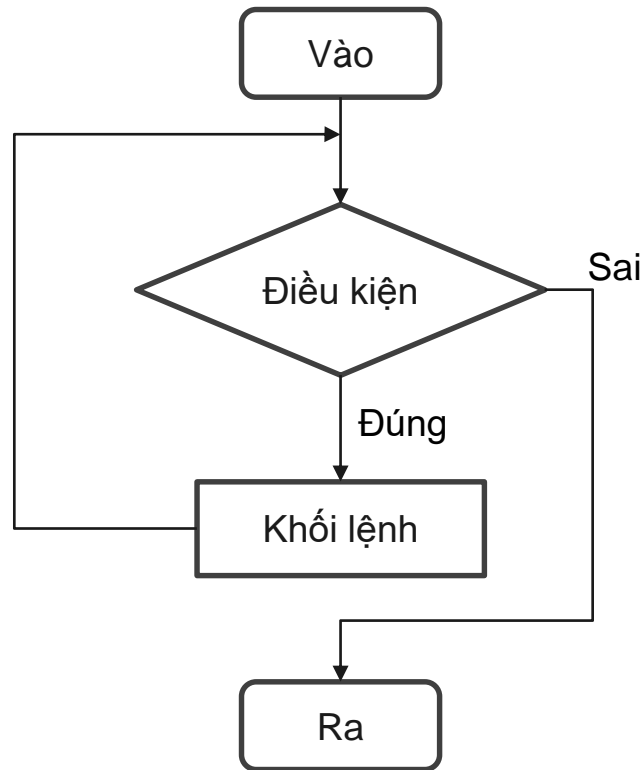 Vào
Điều kiện
Sai
Đúng
Khối lệnh
Ra